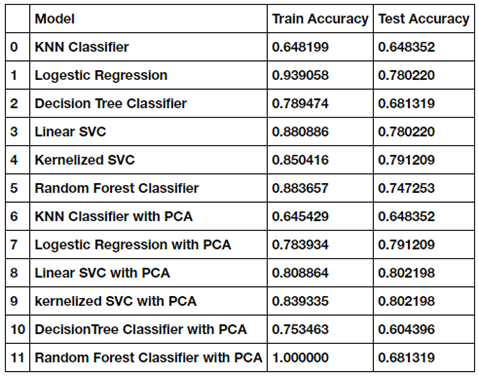 Model Train Accuracy Test Accuracy
0 KNN Classifier 0.648199 0.648352
1 Logestic Regression 0.939058 0.780220
2 Decision Tree Classifier 0.789474 0.681319
3 Linear SVC 0.880886 0.780220
4 Kernelized SVC 0.850416 0.791209
5 Random Forest Classifier 0.883657 0.747253
6 KNN Classifier with PCA 0.645429 0.648352
7 Logestic Regression with PCA 0.783934 0.791209
8 Linear SVC with PCA 0.808864 0.802198
9 kernelized SVC with PCA 0.839335 0.802198
10 DecisionTree Classifier with PCA 0.753463 0.604396
11 Random Forest Classifier with PCA 1.000000 0.681319